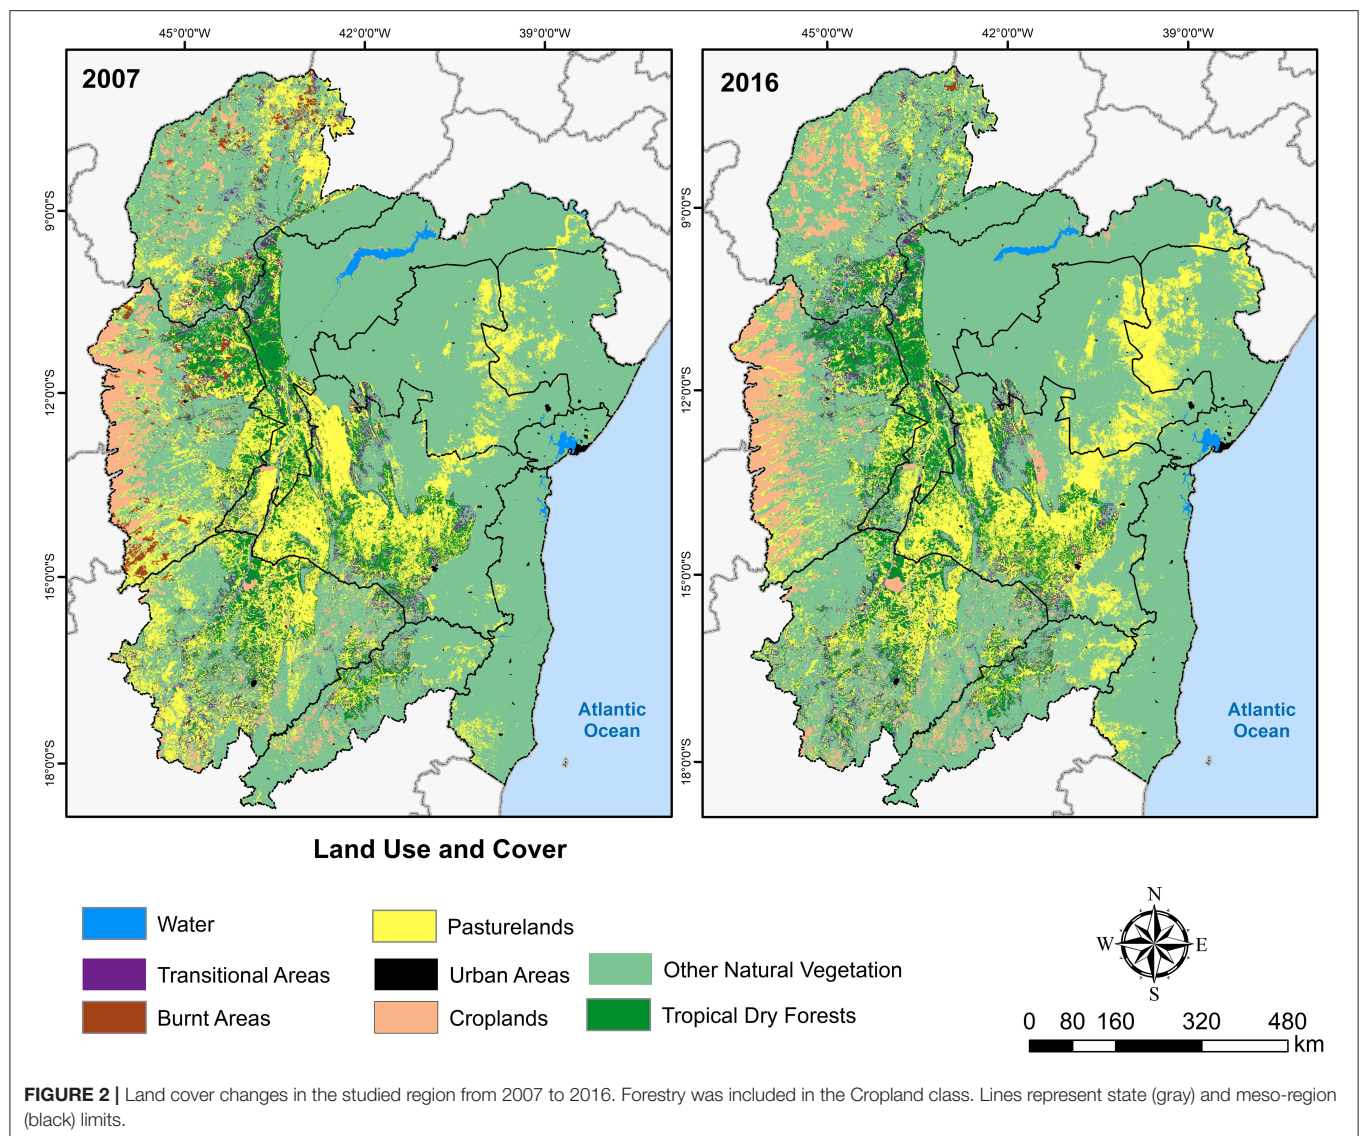 45°0'0"W 42°0'0"W 39°0'0"W 45°0'0"W 42°0'0"W 39°0'0"W
2007 2016
9°0'0"S 9°0'0"S
12°0'0"S 12°0'0"S
15°0'0"S 15°0'0"S
18°0'0"S 18°0'0"S
Atlantic Atlantic
Ocean Ocean
Land Use and Cover
Water Pasturelands
Transitional Areas Urban Areas Other Natural Vegetation
Burnt Areas Croplands Tropical Dry Forests
N
W E
S
0 80 160 320 480
km
FIGURE 2 | Land cover changes in the studied region from 2007 to 2016. Forestry was included in the Cropland class. Lines represent state (gray) and meso-region
(black) limits.